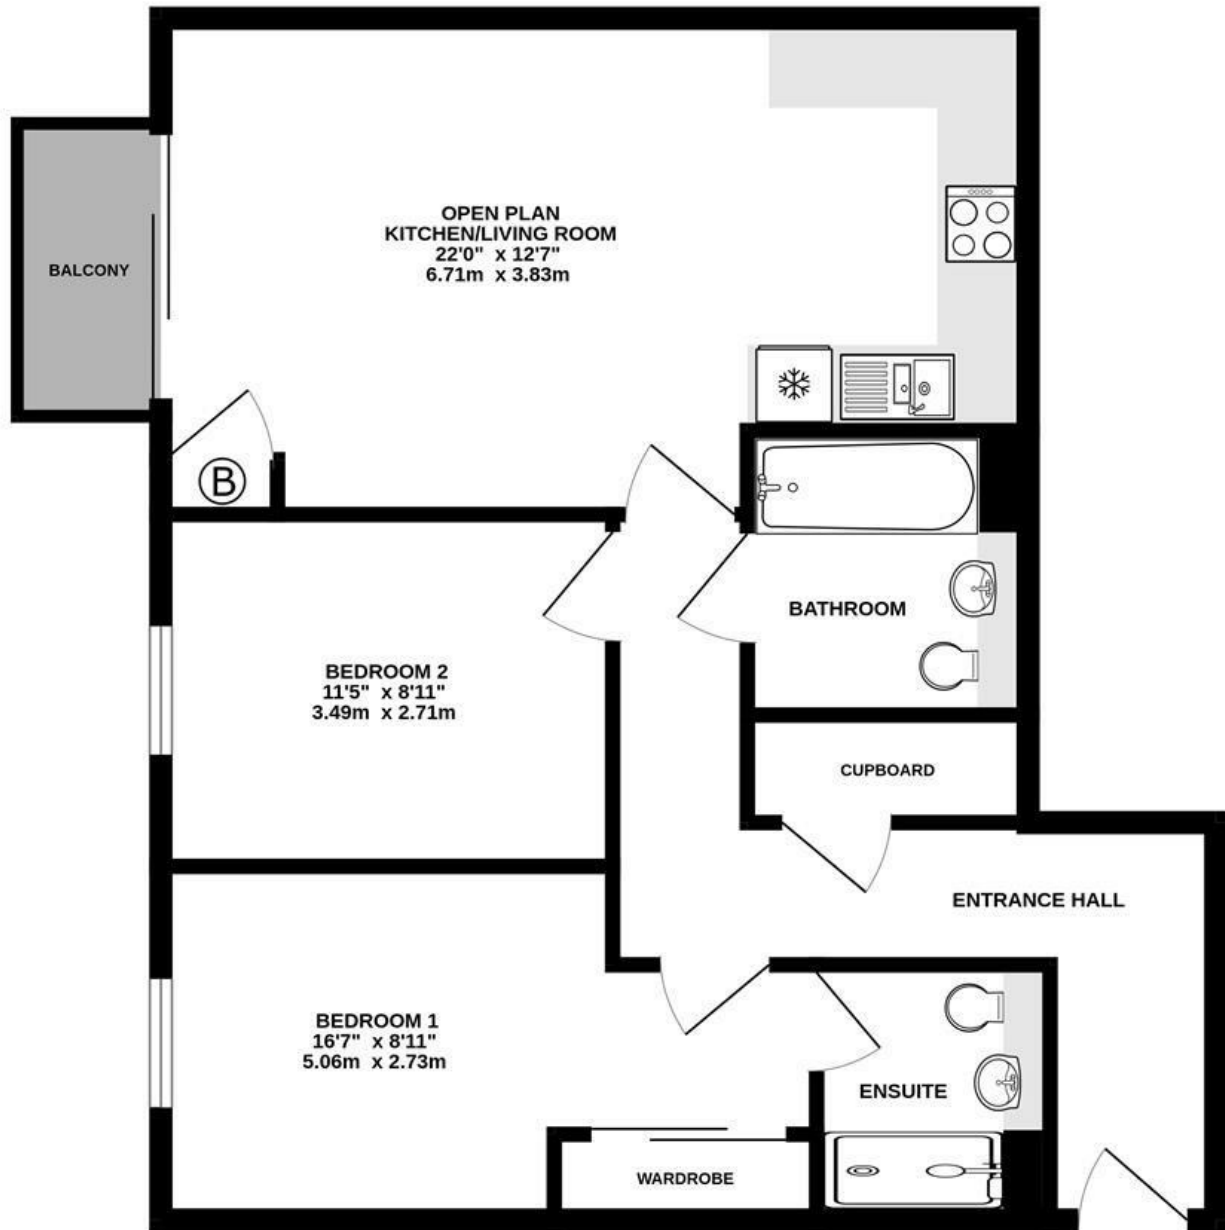 OPEN PLAN
KITCHEN/LIVING ROOM
22'0" x 12'7"
6.71m x 3.83m
BALCONY
B
BEDROOM 2
11'5" x 8'11"
3.49m x 2.71m
BATHROOM
CUPBOARD
ENTRANCE HALL
BEDROOM 1
16'7" x 8'11"
5.06m x 2.73m
ENSUITE
WARDROBE